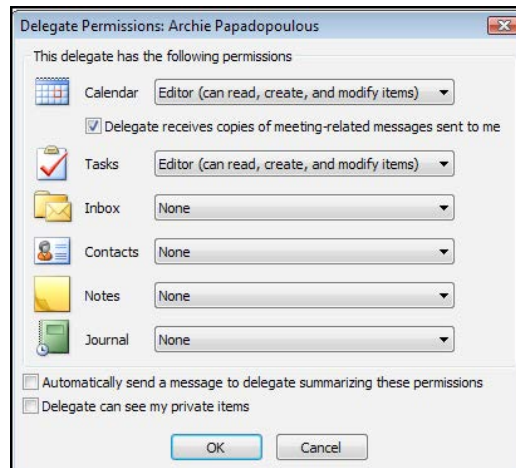 Delegate Permissions: Archie Papadopoulous
This delegate has the following permissions
Calendar Editor (can read, create, and modify items)
Delegate receives copies of meeting-related messages sent to me
Tasks Editor (can read, create, and modify items)
Inbox None
Contacts None
Notes None
Journal None
Automatically send a message to delegate summarizing these permissions
Delegate can see my private items
OK Cancel